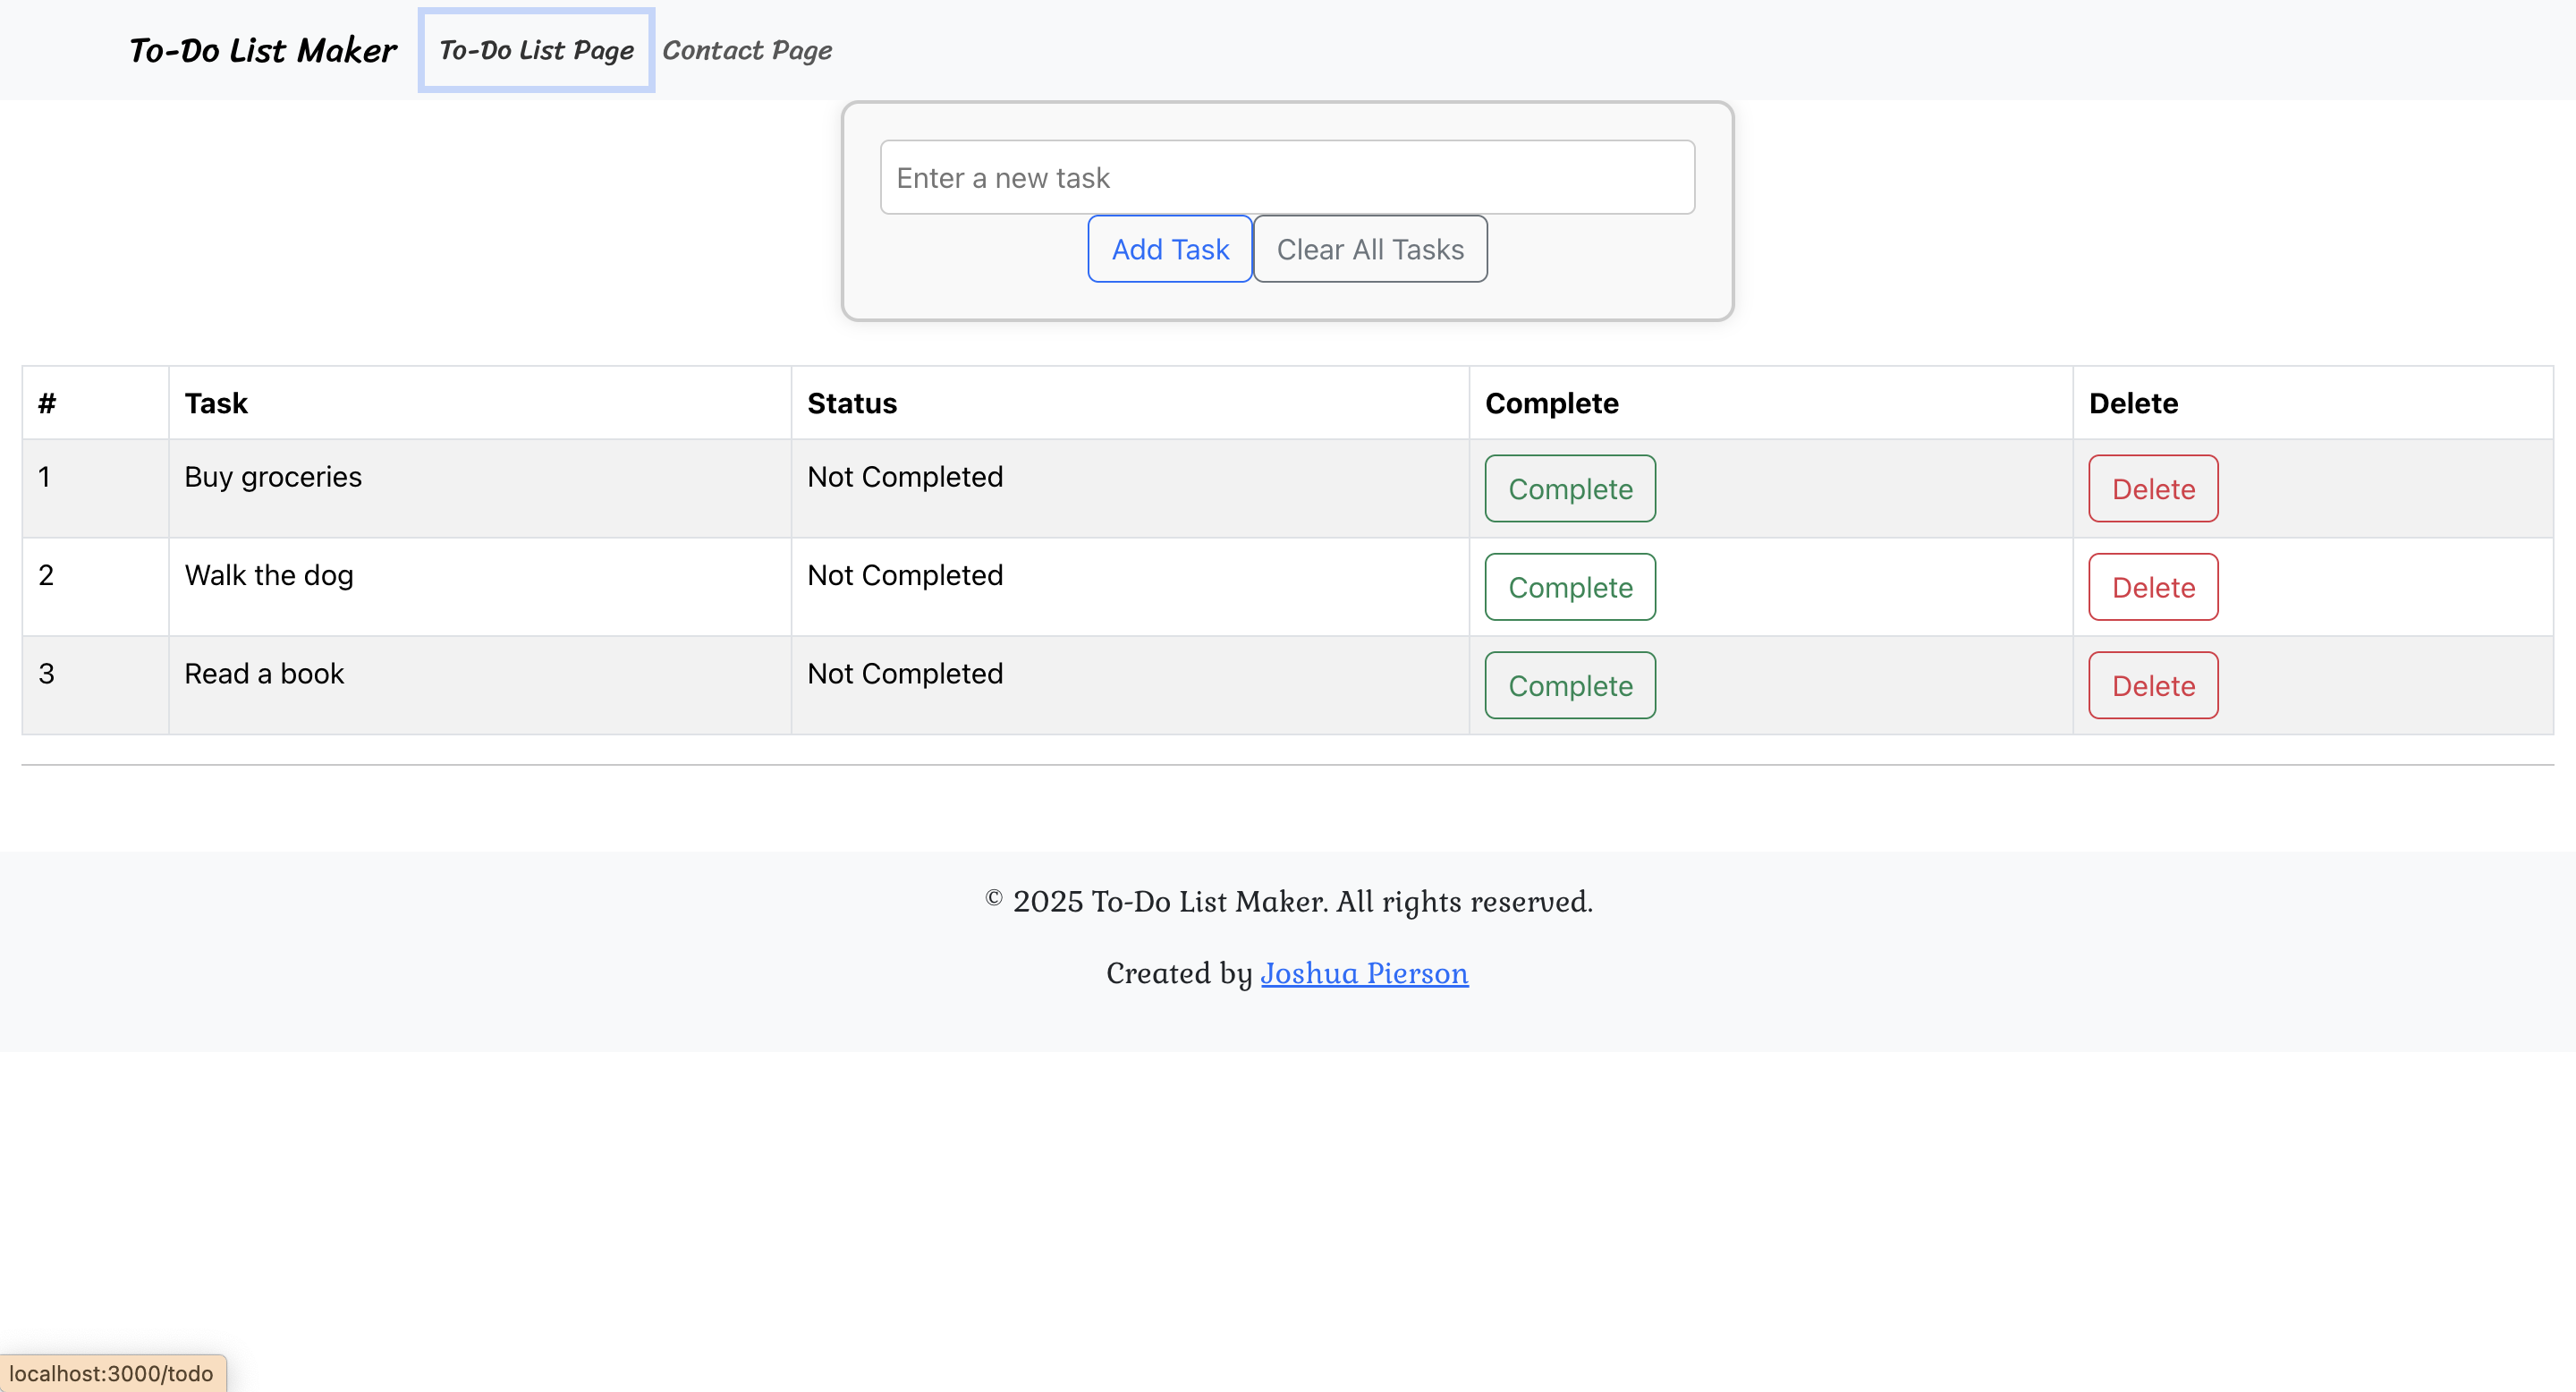 To-Do List Maker To-Do List Page Contact Page
Enter a new task
Add Task Clear All Tasks
# Task Status Complete Delete
1 Buy groceries Not Completed Complete Delete
2 Walk the dog Not Completed Complete Delete
3 Read a book Not Completed Complete Delete
© 2025 To-Do List Maker. All rights reserved.
Created by Joshua Pierson
localhost:3000/todo